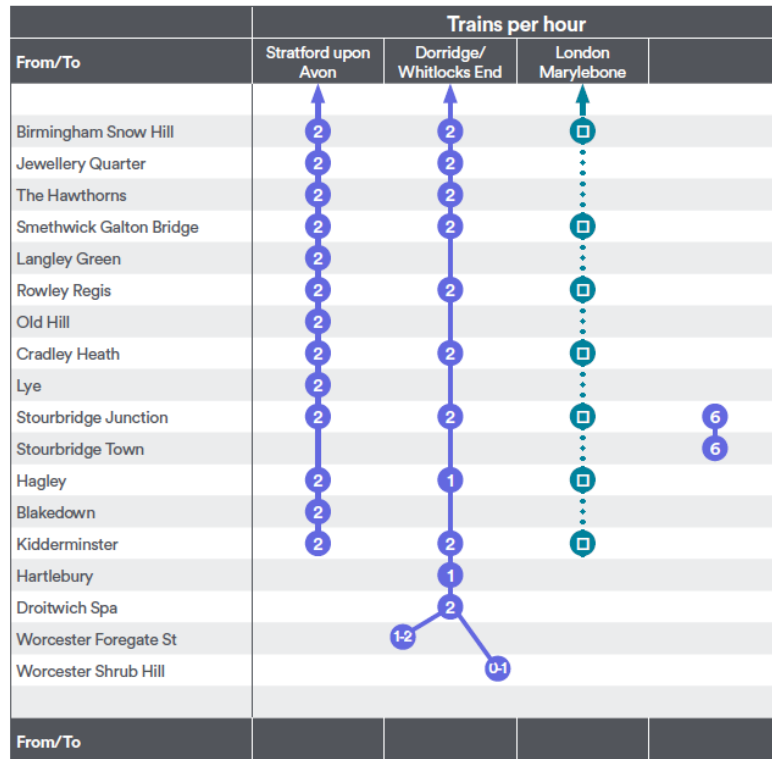 Trains per hour
From/To Stratford upon Avon Dorridge/ Whitlocks End London Marylebone
Birmingham Snow Hill 2 2
Jewellery Quarter 2 2
The Hawthorns 2 2
Smethwick Galton Bridge 2 2
Langley Green 2
Rowley Regis 2 2
Old Hill 2
Cradley Heath 2 2
Lye 2
Stourbridge Junction 2 2 6
Stourbridge Town 6
Hagley 2 1
Blakedown 2
Kidderminster 2 2
Hartlebury 1
Droitwich Spa 2
Worcester Foregate St 1-2
Worcester Shrub Hill 0-1
From/To